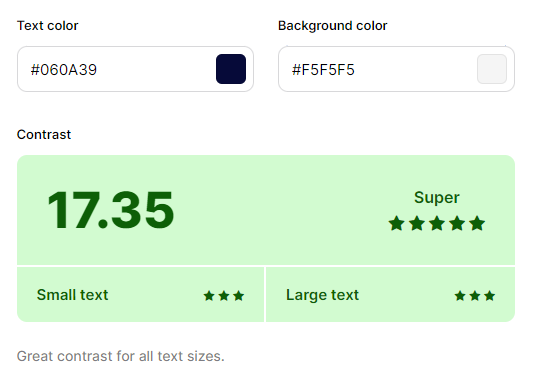 Text color
Background color
#060A39
#F5F5F5
Contrast
17.35
Super
Small text
Large text
Great contrast for all text sizes.